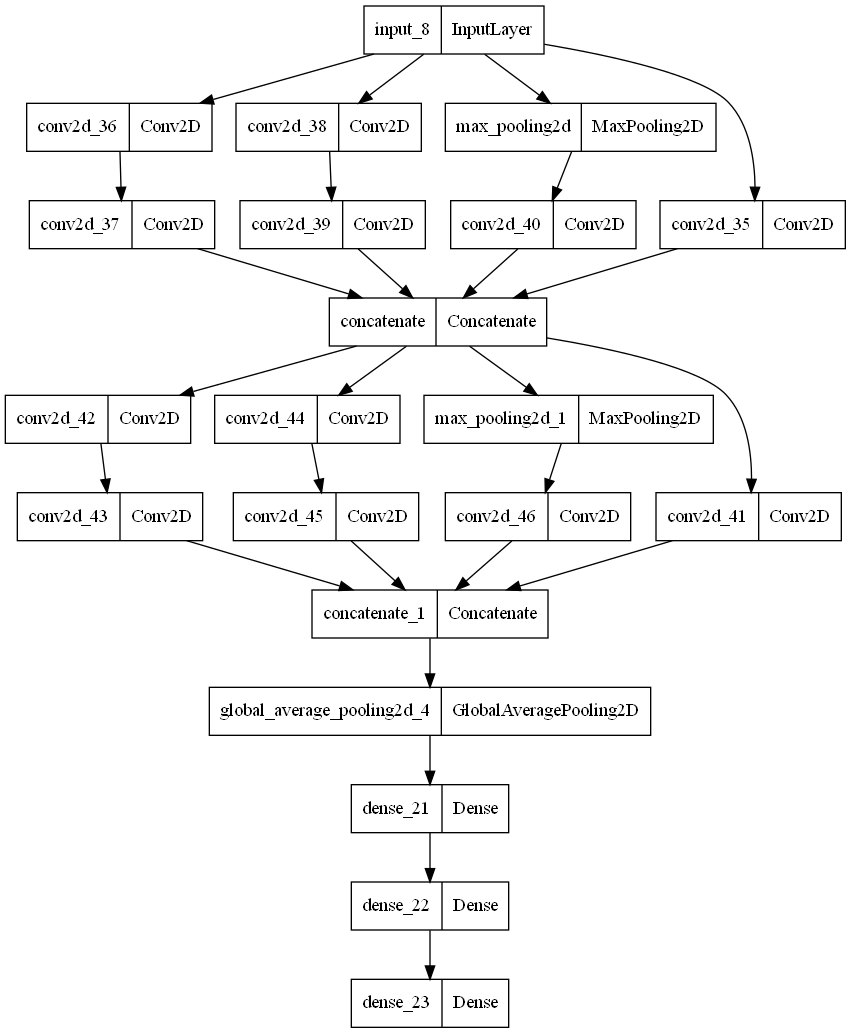 input_8 InputLayer
conv2d_36 Conv2D conv2d_38 Conv2D max_pooling2d MaxPooling2D
conv2d_37 Conv2D conv2d_39 Conv2D conv2d_40 Conv2D conv2d_35 Conv2D
concatenate Concatenate
conv2d_42 Conv2D conv2d_44 Conv2D max_pooling2d_1 MaxPooling2D
conv2d_43 Conv2D conv2d_45 Conv2D conv2d_46 Conv2D conv2d_41 Conv2D
concatenate_1 Concatenate
global_average_pooling2d_4 GlobalAveragePooling2D
dense_21 Dense
dense_22 Dense
dense_23 Dense